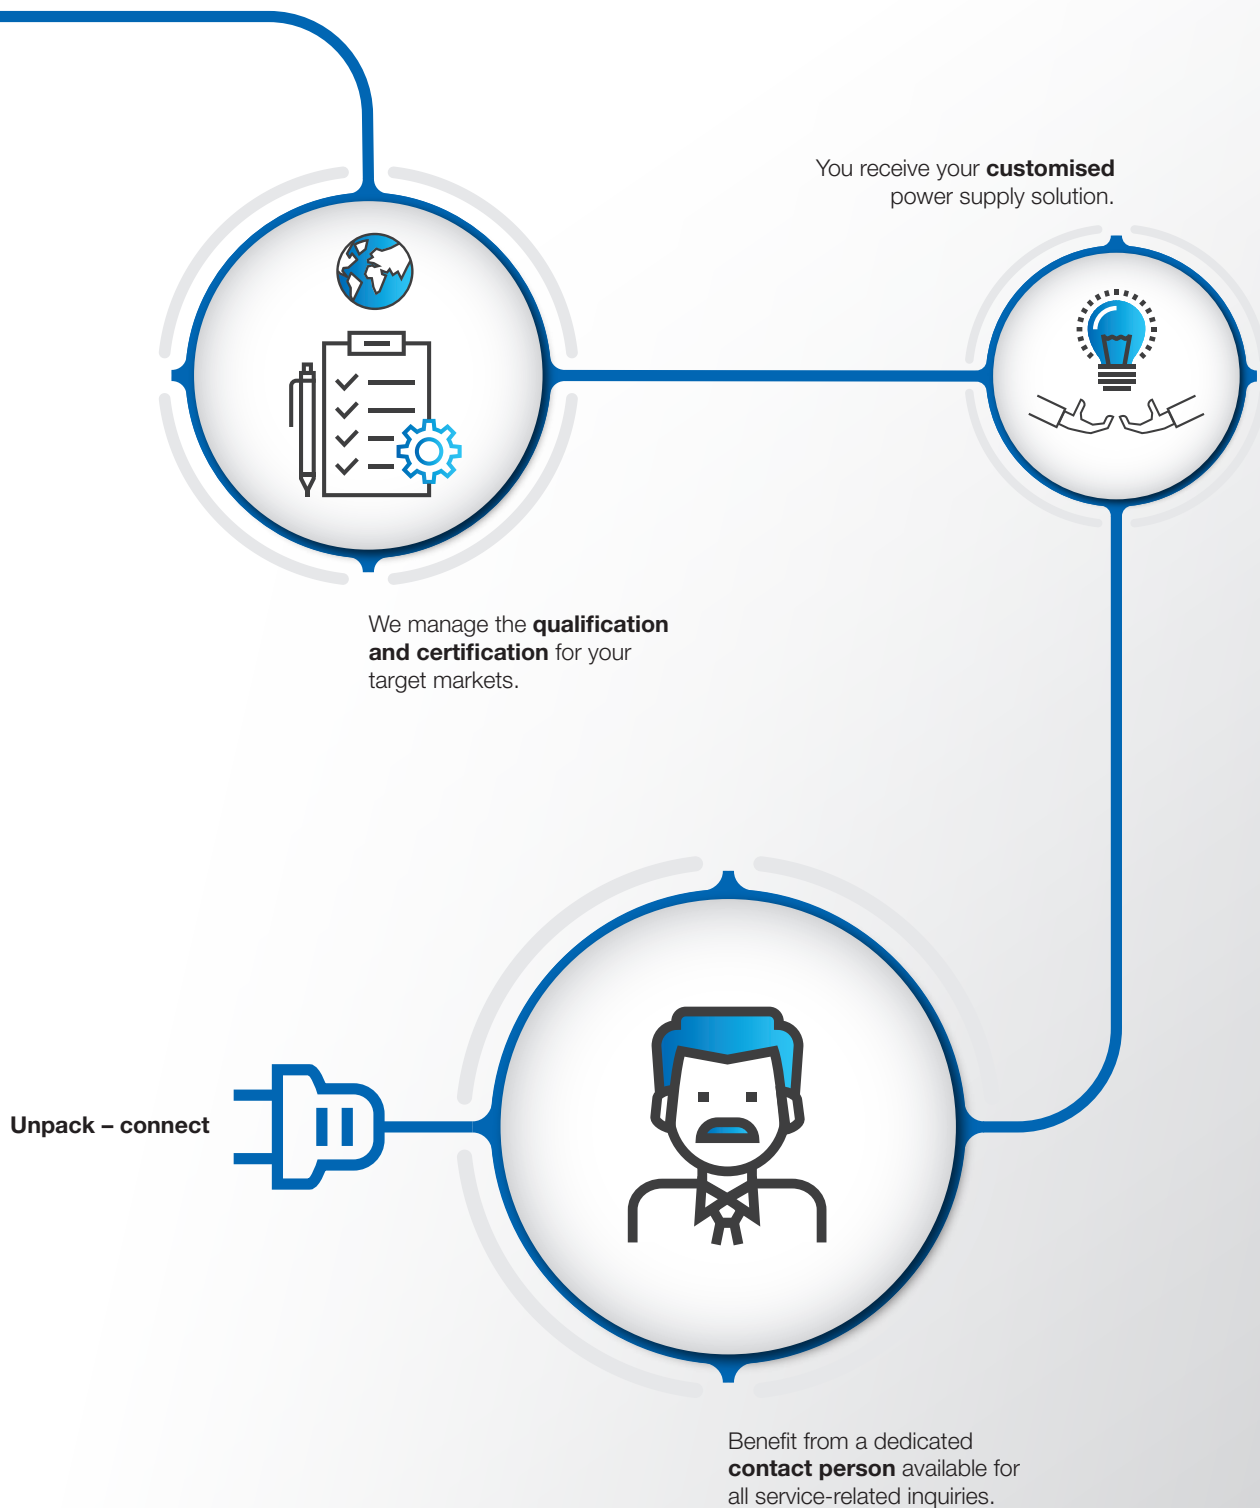 You receive your customised
power supply solution.
We manage the qualification
and certification for your
target markets.
Unpack – connect
Benefit from a dedicated
contact person available for
all service-related inquiries.